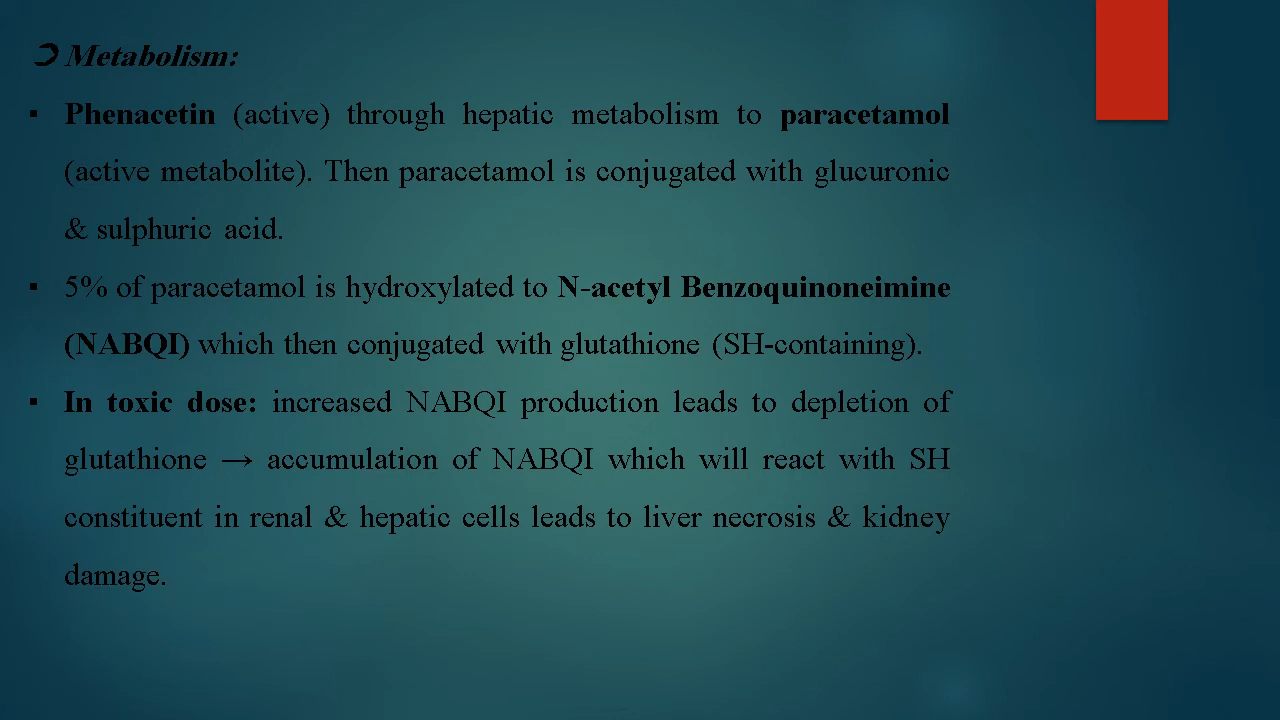 ➲ Metabolism:
▪ Phenacetin (active) through hepatic metabolism to paracetamol
(active metabolite). Then paracetamol is conjugated with glucuronic
& sulphuric acid.
▪ 5% of paracetamol is hydroxylated to N-acetyl Benzoquinoneimine
(NABQI) which then conjugated with glutathione (SH-containing).
▪ In toxic dose: increased NABQI production leads to depletion of
glutathione → accumulation of NABQI which will react with SH
constituent in renal & hepatic cells leads to liver necrosis & kidney
damage.